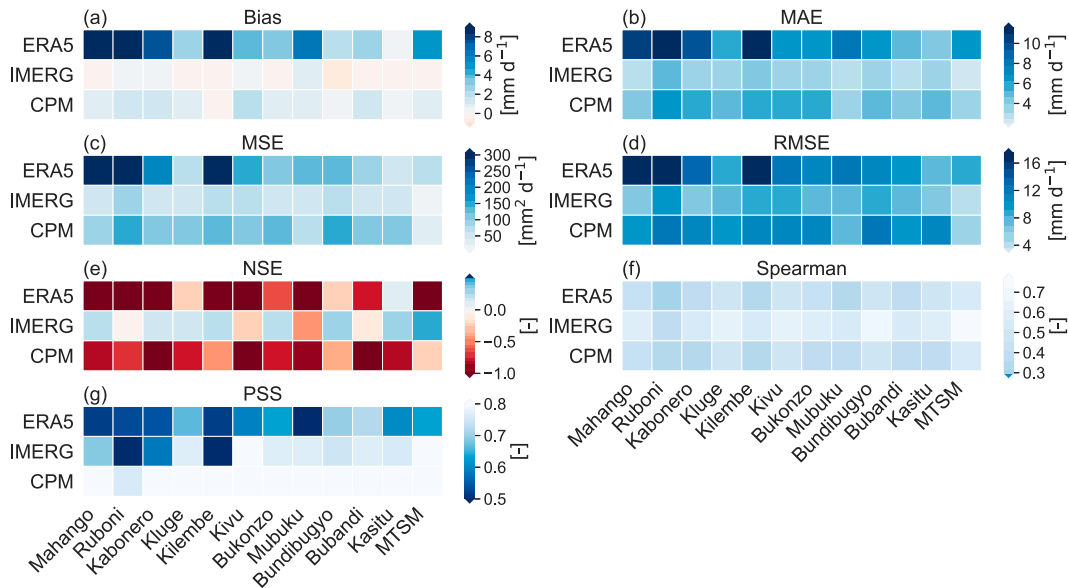 (a) Bias
ERA5
IMERG
CPM
8
6
4
2
0
[mm d⁻¹]
(b) MAE
ERA5
IMERG
CPM
10
8
6
4
[mm d⁻¹]
(c) MSE
ERA5
IMERG
CPM
300
250
200
150
100
50
[mm² d⁻¹]
(d) RMSE
ERA5
IMERG
CPM
16
12
8
4
[mm d⁻¹]
(e) NSE
ERA5
IMERG
CPM
0.0
−0.5
−1.0
[-]
(f) Spearman
ERA5
IMERG
CPM
0.7
0.6
0.5
0.4
0.3
[-]
Mahango
Ruboni
Kabonero
Kluge
Kilembe
Kivu
Bukonzo
Mubuku
Bundibugyo
Bubandi
Kasitu
MTSM
(g) PSS
ERA5
IMERG
CPM
0.8
0.7
0.6
0.5
[-]
Mahango
Ruboni
Kabonero
Kluge
Kilembe
Kivu
Bukonzo
Mubuku
Bundibugyo
Bubandi
Kasitu
MTSM